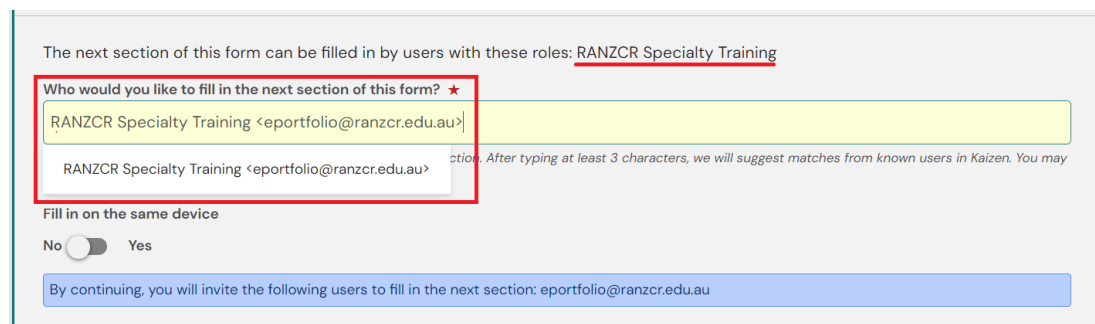 The next section of this form can be filled in by users with these roles: RANZCR Specialty Training
Who would you like to fill in the next section of this form? ★
RANZCR Specialty Training <eportfolio@ranzcr.edu.au>
RANZCR Specialty Training <eportfolio@ranzcr.edu.au>
After typing at least 3 characters, we will suggest matches from known users in Kaizen. You may
Fill in on the same device
No Yes
By continuing, you will invite the following users to fill in the next section: eportfolio@ranzcr.edu.au